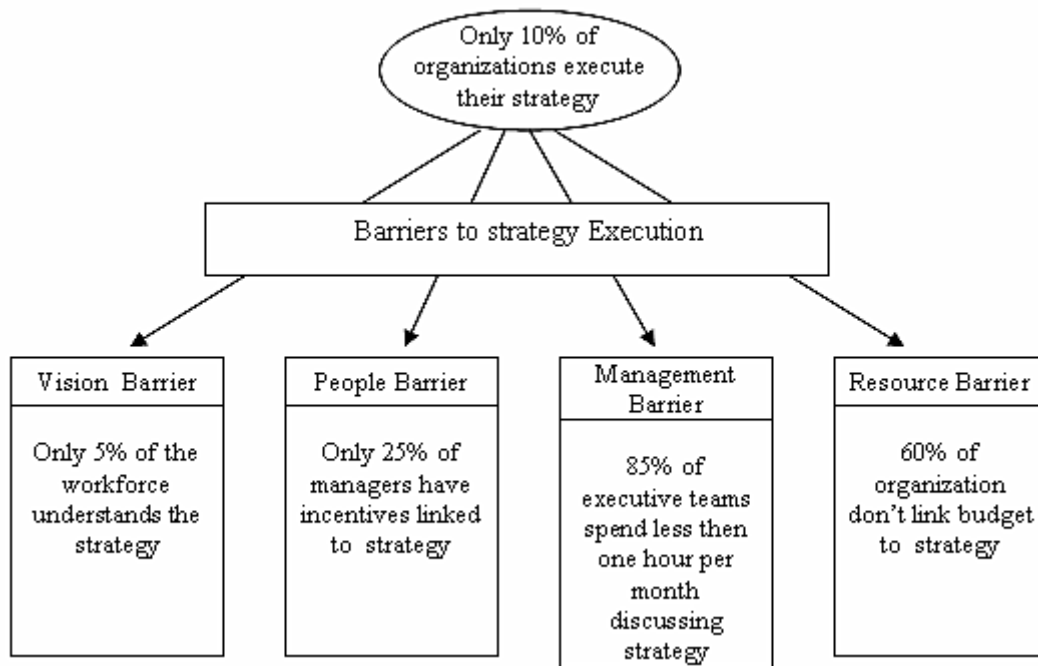 Only 10% of
organizations execute
their strategy
Barriers to strategy Execution
Vision Barrier
Only 5% of the
workforce
understands the
strategy
People Barrier
Only 25% of
managers have
incentives linked
to strategy
Management
Barrier
85% of
executive teams
spend less then
one hour per
month
discussing
strategy
Resource Barrier
60% of
organization
don't link budget
to strategy